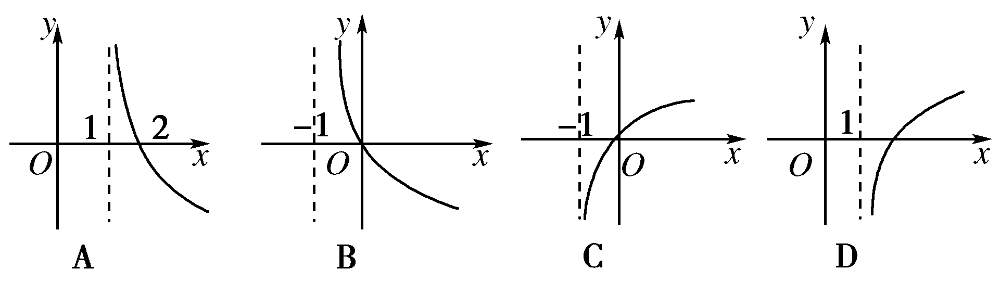 y 1 2 O x
y −1 O x
y −1 O x
y 1 O x
A B C D